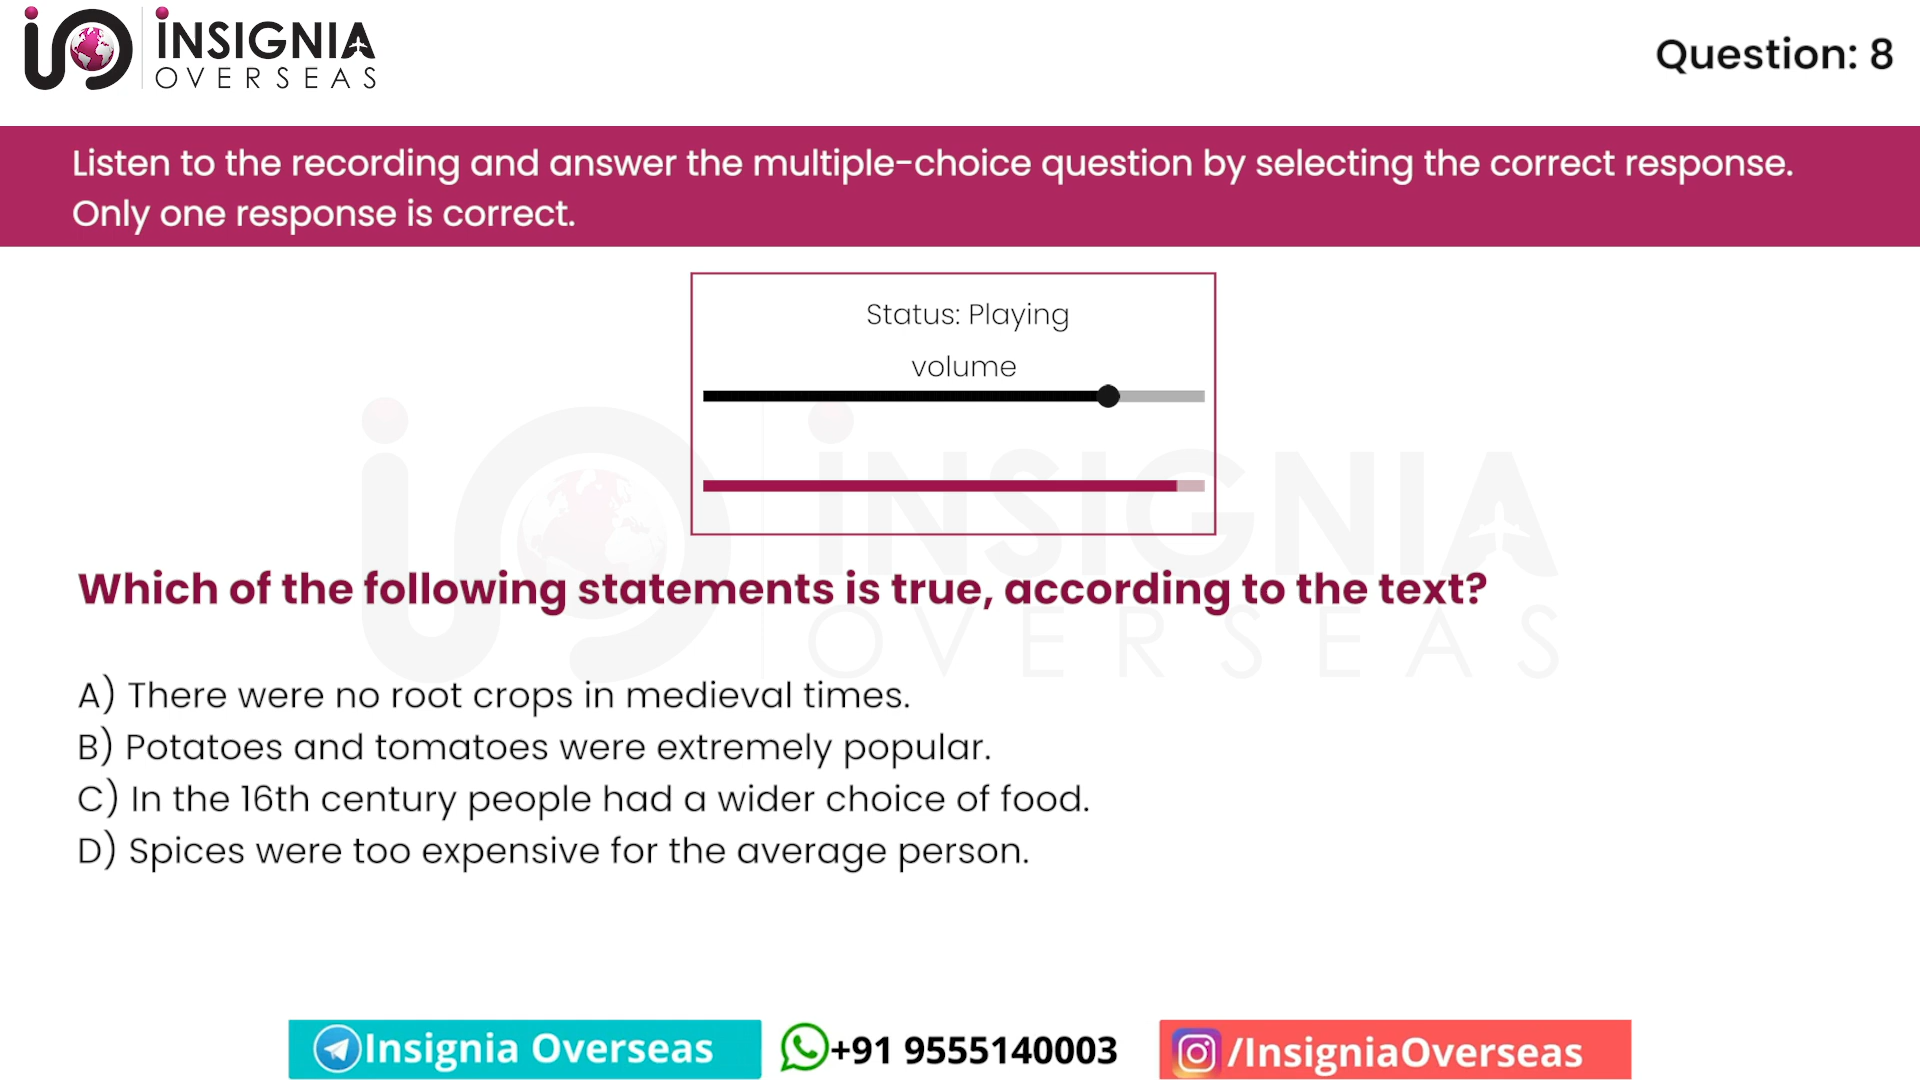 INSIGNIA
OVERSEAS
Question: 8
Listen to the recording and answer the multiple-choice question by selecting the correct response.
Only one response is correct.
Status: Playing
volume
INSIGNIA
OVERSEAS
Which of the following statements is true, according to the text?
A) There were no root crops in medieval times.
B) Potatoes and tomatoes were extremely popular.
C) In the 16th century people had a wider choice of food.
D) Spices were too expensive for the average person.
Insignia Overseas
+91 9555140003
/InsigniaOverseas